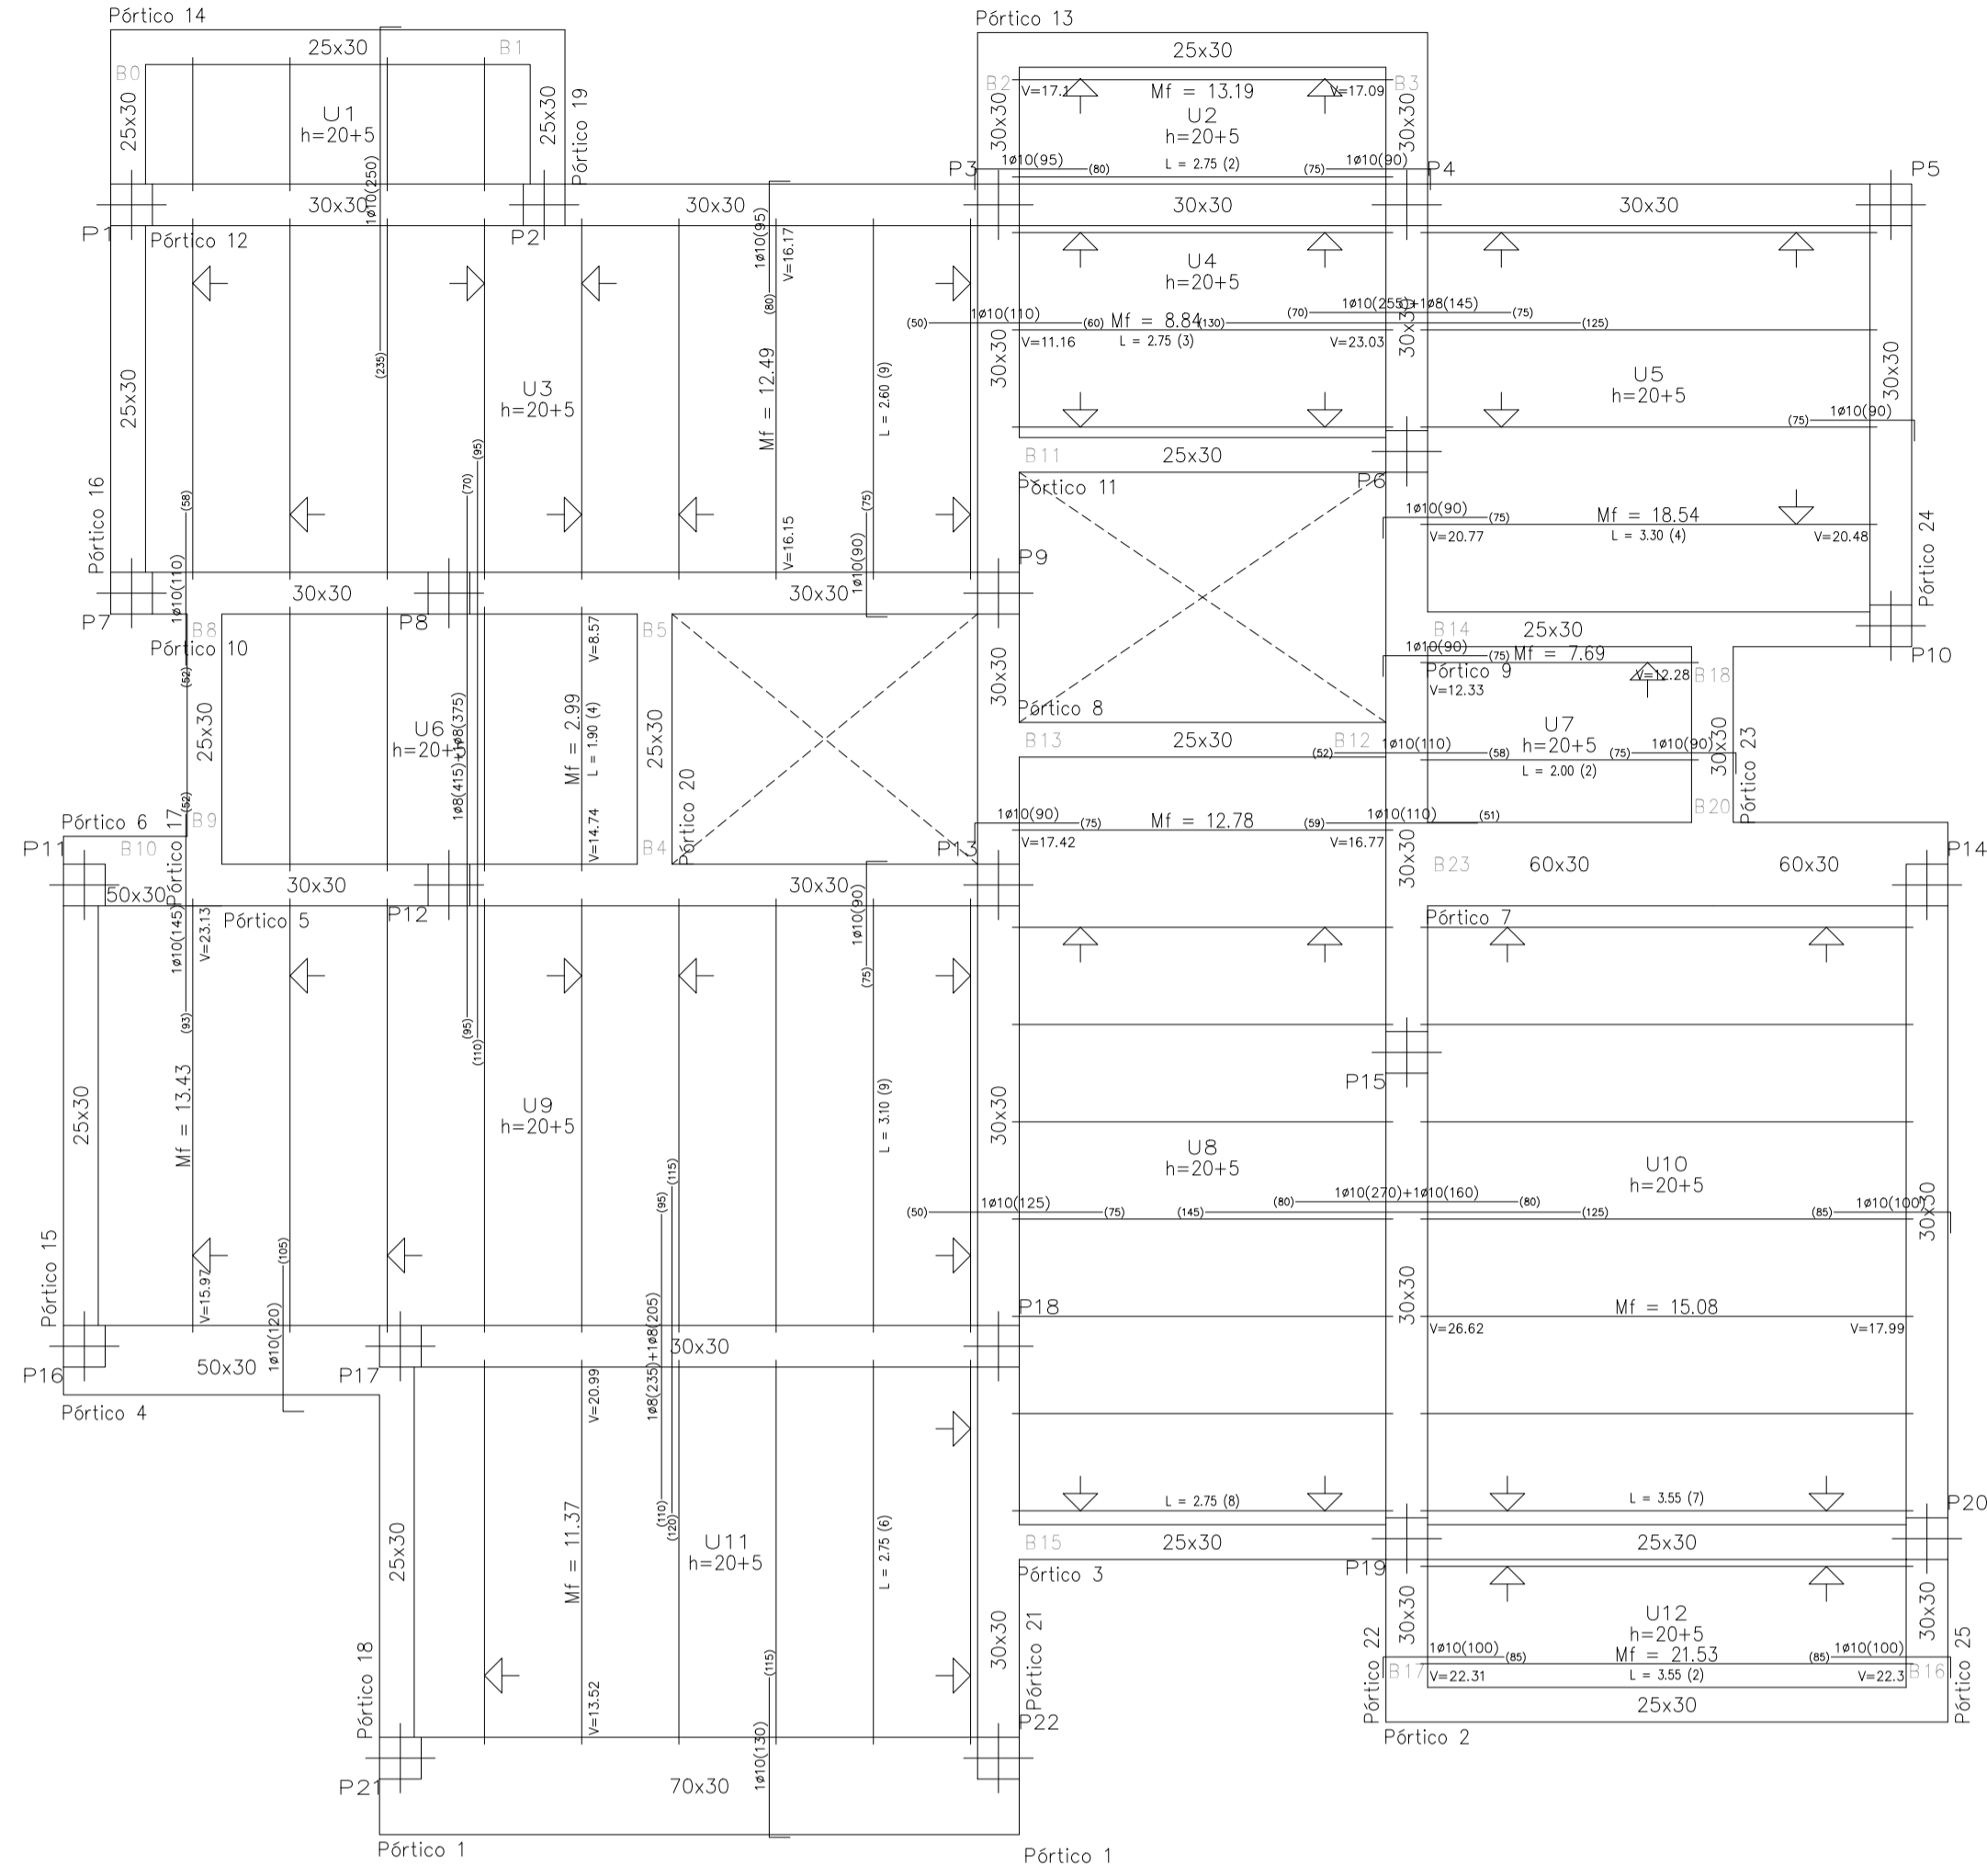 Pórtico 14
Pórtico 13
25x30
B1
25x30
B0
B2
V=17.1
Mf = 13.19
V=17.09
B3
25x30
U1
h=20+5
25x30
Pórtico 19
30x30
U2
h=20+5
30x30
1ø10(250)
P3
1ø10(95)
(80)
L = 2.75 (2)
(75)
1ø10(90)
P4
P5
30x30
30x30
30x30
30x30
P1
Pórtico 12
P2
1ø10(95)
(80)
V=16.17
U4
h=20+5
1ø10(255)+1ø8(145)
(70)
(75)
(50)
1ø10(110)
(60)
Mf = 8.84
(130)
(125)
V=11.16
L = 2.75 (3)
V=23.03
30x30
30x30
(235)
25x30
U3
h=20+5
Mf = 12.49
L = 2.60 (9)
U5
h=20+5
30x30
(75)
1ø10(90)
(95)
(70)
B11
25x30
P6
Pórtico 11
Pórtico 16
(58)
(75)
V=16.15
1ø10(90)
1ø10(90)
(75)
Mf = 18.54
V=20.77
L = 3.30 (4)
V=20.48
Pórtico 24
P9
1ø10(110)
30x30
30x30
P7
B8
P8
B5
Pórtico 10
V=8.57
B14
25x30
1ø10(90)
(75)
Mf = 7.69
P10
Pórtico 9
V=12.28
B18
V=12.33
(52)
30x30
25x30
U6
h=20+5
1ø8(415)+1ø8(375)
Mf = 2.99
L = 1.90 (4)
25x30
Pórtico 8
B13
25x30
B12
1ø10(110)
(52)
(58)
U7
h=20+5
(75)
1ø10(90)
L = 2.00 (2)
30x30
Pórtico 23
(52)
B9
Pórtico 6
Pórtico 17
V=14.74
B4
Pórtico 20
1ø10(90)
(75)
Mf = 12.78
(59)
1ø10(110)
(51)
B20
V=17.42
V=16.77
P11
B10
P13
30x30
B23
60x30
60x30
P14
50x30
30x30
30x30
Pórtico 5
P12
Pórtico 7
1ø10(145)
V=23.13
1ø10(90)
(75)
(93)
(95)
(110)
Mf = 13.43
P15
25x30
U9
h=20+5
L = 3.10 (9)
30x30
U8
h=20+5
U10
h=20+5
(115)
(95)
(50)
1ø10(125)
(75)
(145)
(80)
1ø10(270)+1ø10(160)
(80)
(125)
(85)
1ø10(100)
30x30
Pórtico 15
(105)
V=15.97
1ø8(235)+1ø8(205)
30x30
P18
Mf = 15.08
V=26.62
V=17.99
1ø10(120)
P16
50x30
P17
30x30
Pórtico 4
V=20.99
(110)
(120)
L = 2.75 (8)
L = 3.55 (7)
P20
25x30
Mf = 11.37
U11
h=20+5
L = 2.75 (6)
B15
25x30
P19
25x30
Pórtico 3
30x30
Pórtico 21
30x30
30x30
U12
h=20+5
Pórtico 18
(115)
Pórtico 22
1ø10(100)
(85)
Mf = 21.53
(85)
1ø10(100)
B17
V=22.31
L = 3.55 (2)
V=22.3
B16
Pórtico 25
V=13.52
1ø10(130)
25x30
P22
Pórtico 2
P21
70x30
Pórtico 1
Pórtico 1